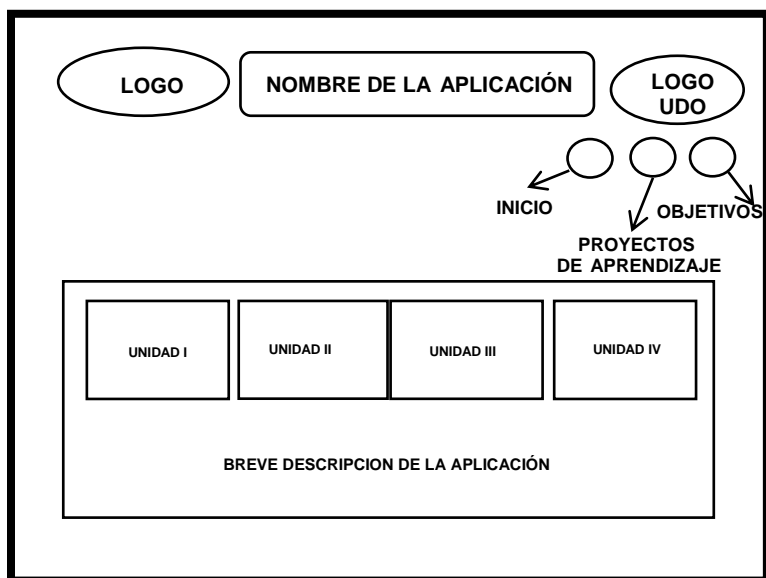 LOGO
NOMBRE DE LA APLICACIÓN
LOGO
UDO
INICIO
OBJETIVOS
PROYECTOS
DE APRENDIZAJE
UNIDAD I
UNIDAD II
UNIDAD III
UNIDAD IV
BREVE DESCRIPCION DE LA APLICACIÓN